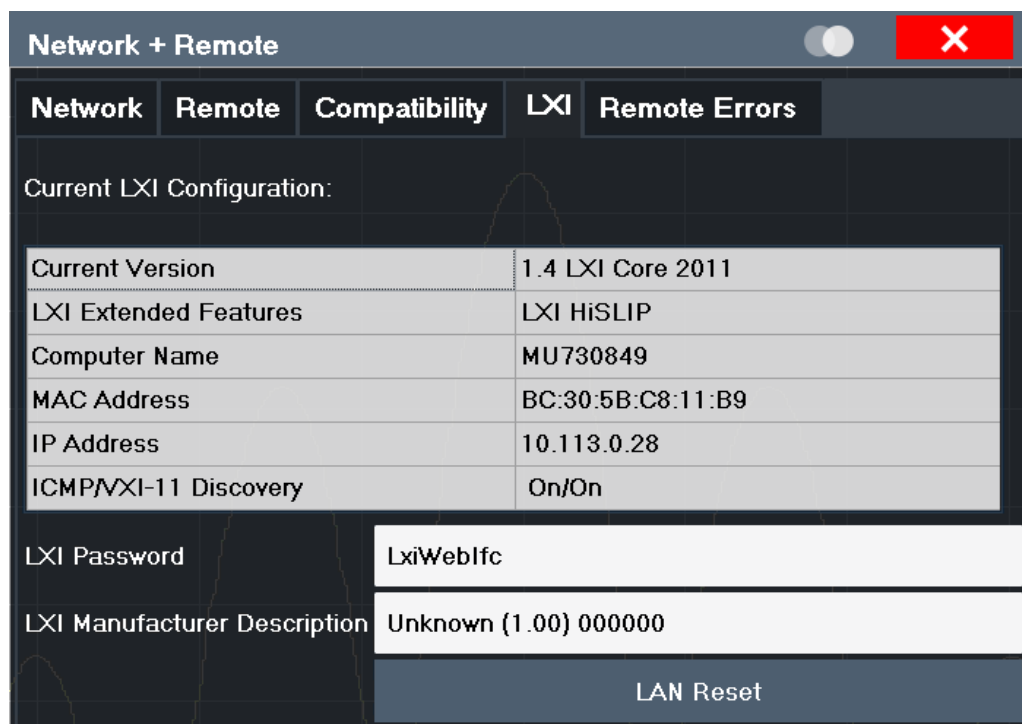 Network + Remote
Network Remote Compatibility LXI Remote Errors
Current LXI Configuration:
Current Version 1.4 LXI Core 2011
LXI Extended Features LXI HiSLIP
Computer Name MU730849
MAC Address BC:30:5B:C8:11:B9
IP Address 10.113.0.28
ICMP/VXI-11 Discovery On/On
LXI Password LxiWebIfc
LXI Manufacturer Description Unknown (1.00) 000000
LAN Reset